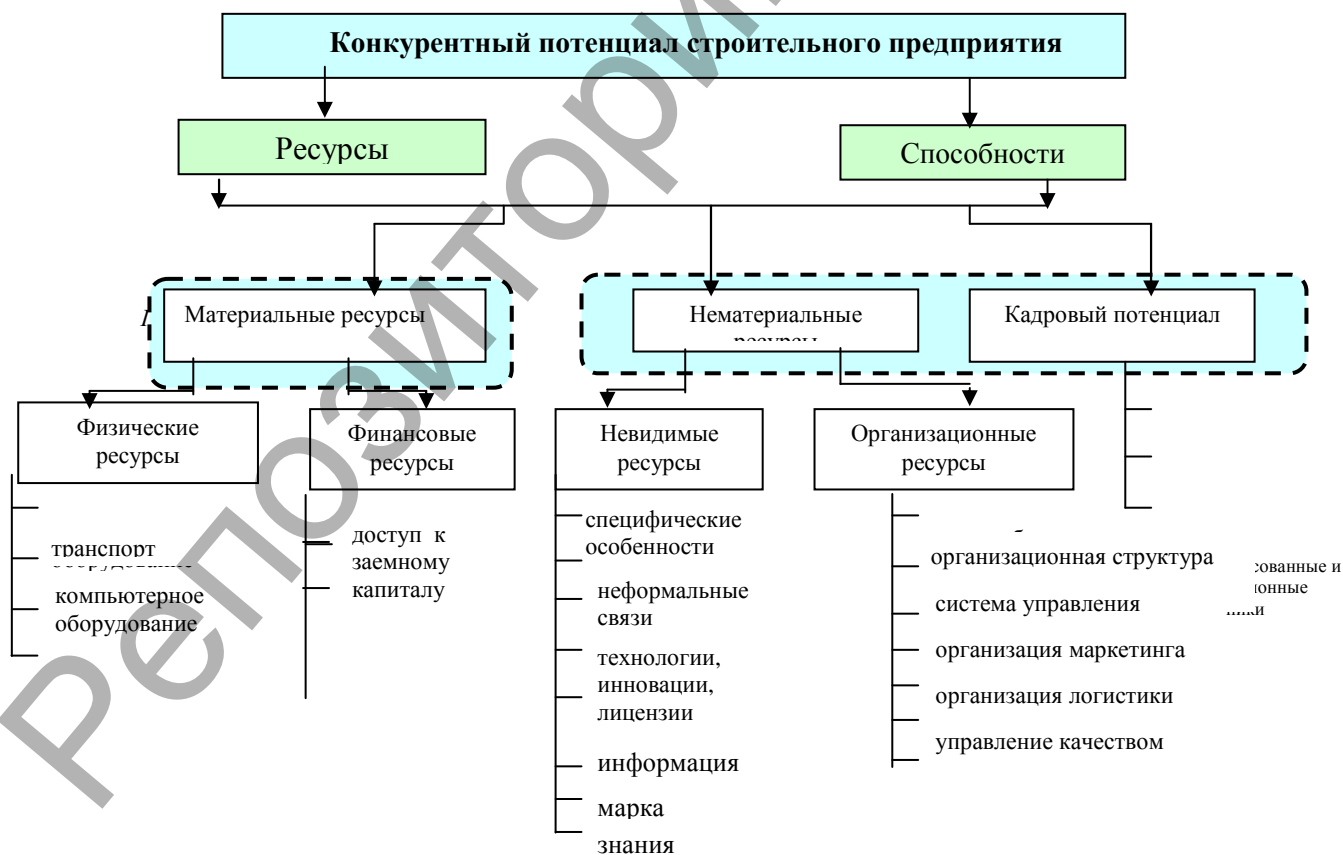 Конкурентный потенциал строительного предприятия
Ресурсы
Способности
Материальные ресурсы
Нематериальные
ресурсы
Кадровый потенциал
Физические
ресурсы
Финансовые
ресурсы
Невидимые
ресурсы
Организационные
ресурсы
транспорт
оборудование
компьютерное
оборудование
доступ к
заемному
капиталу
специфические
особенности
неформальные
связи
технологии,
инновации,
лицензии
информация
марка
знания
организационная структура
система управления
организация маркетинга
организация логистики
управление качеством